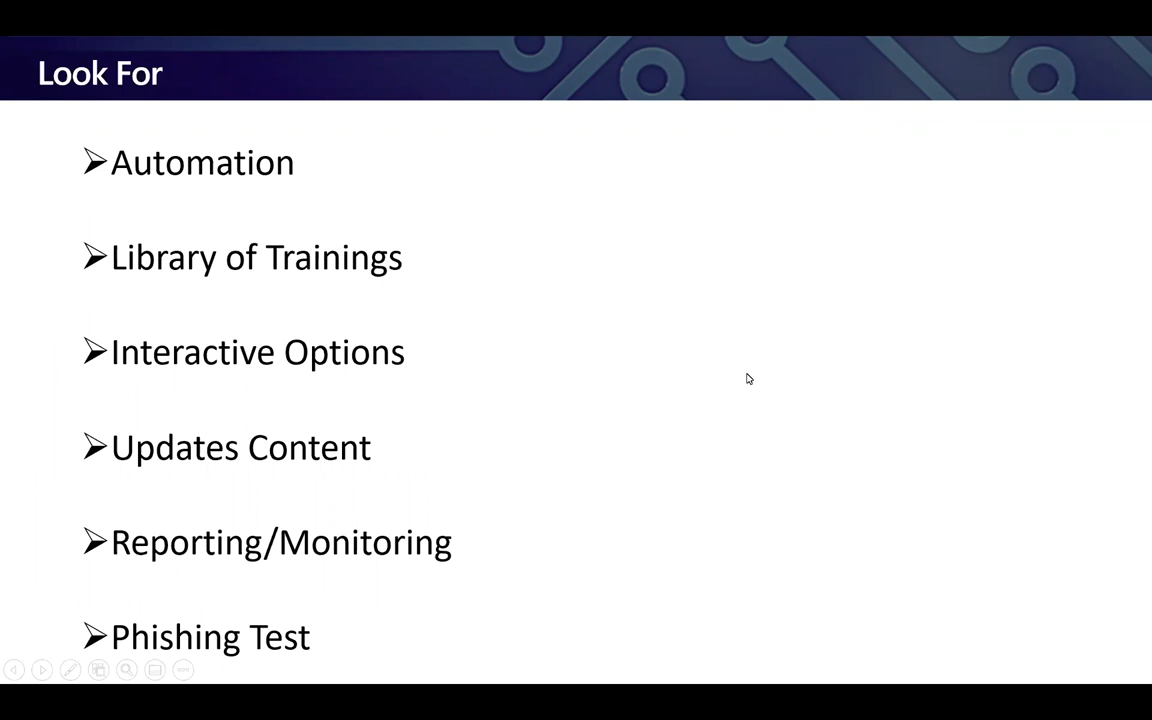 Look For
➢Automation
➢Library of Trainings
➢Interactive Options
➢Updates Content
➢Reporting/Monitoring
➢Phishing Test